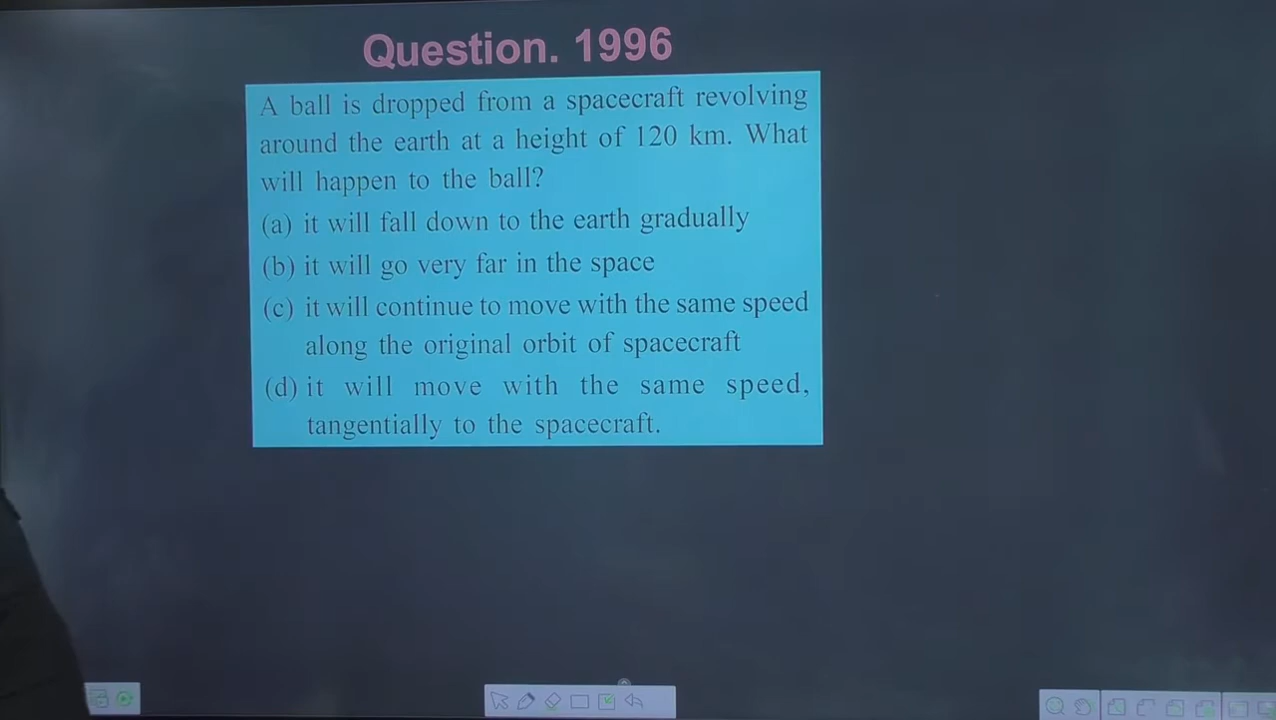 Question. 1996
A ball is dropped from a spacecraft revolving
around the earth at a height of 120 km. What
will happen to the ball?
(a) it will fall down to the earth gradually
(b) it will go very far in the space
(c) it will continue to move with the same speed
along the original orbit of spacecraft
(d) it will move with the same speed,
tangentially to the spacecraft.